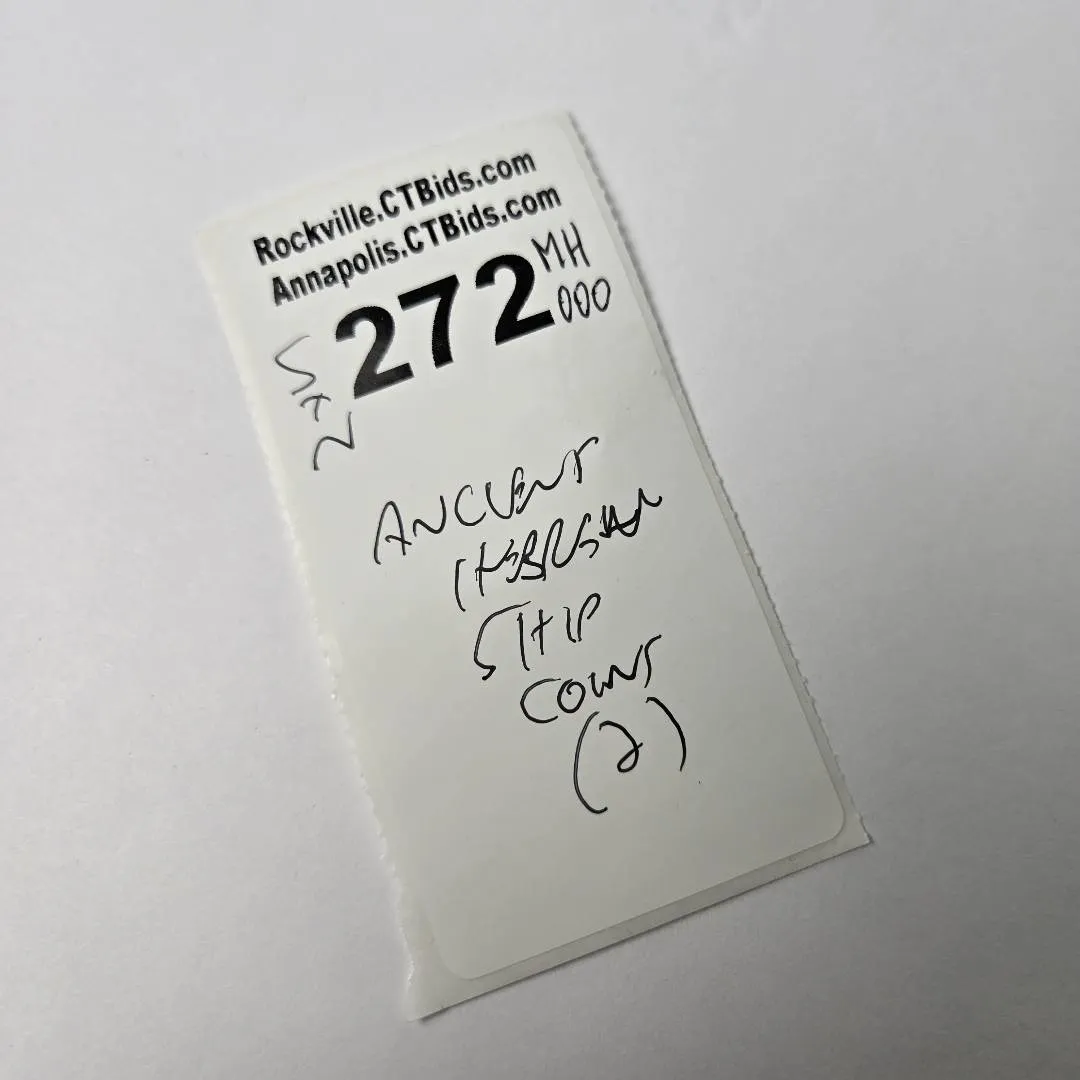 Rockville.CTBids.com
Annapolis.CTBids.com
272 MH
000
ANCIENT
SHIP
COINS
(2)